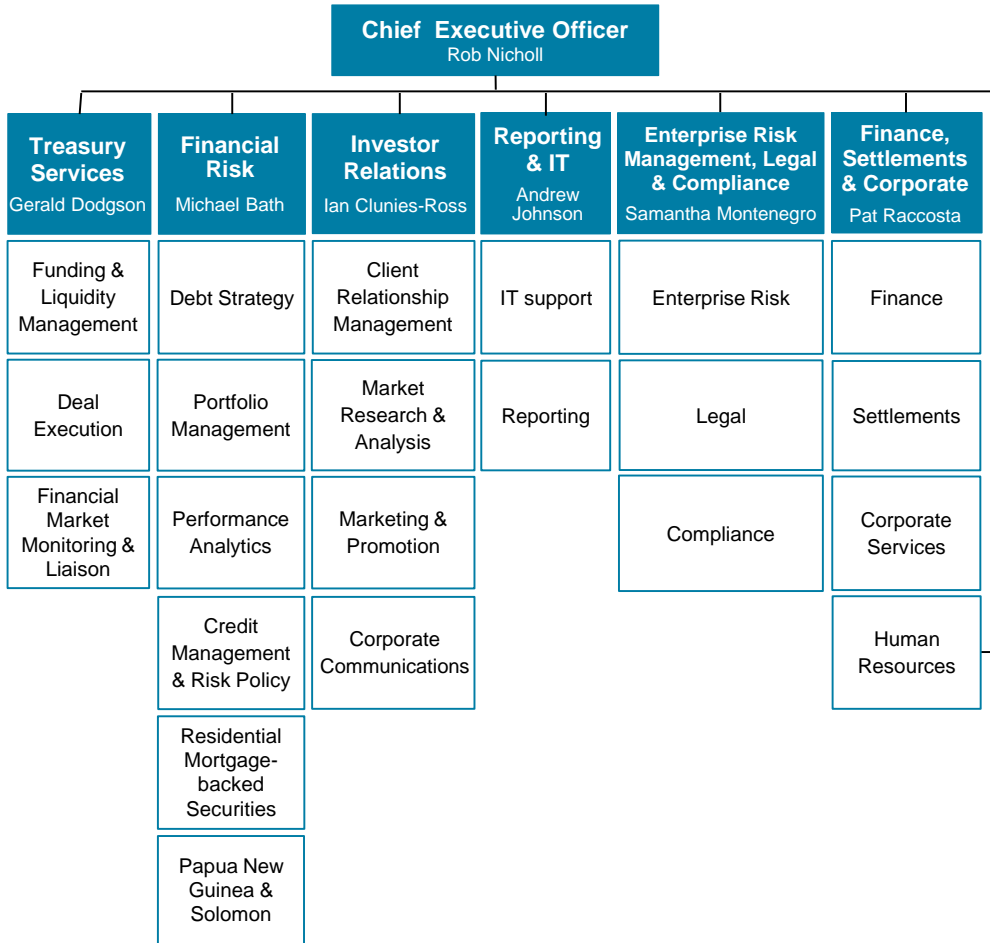 Chief Executive Officer
Rob Nicholl
Treasury
Services
Gerald Dodgson
Funding &
Liquidity
Management
Deal
Execution
Financial
Market
Monitoring &
Liaison
Financial
Risk
Michael Bath
Debt Strategy
Portfolio
Management
Performance
Analytics
Credit
Management
& Risk Policy
Residential
Mortgage-
backed
Securities
Papua New
Guinea &
Solomon
Investor
Relations
Ian Clunies-Ross
Client
Relationship
Management
Market
Research &
Analysis
Marketing &
Promotion
Corporate
Communications
Reporting
& IT
Andrew
Johnson
IT support
Reporting
Enterprise Risk
Management, Legal
& Compliance
Samantha Montenegro
Enterprise Risk
Legal
Compliance
Finance,
Settlements
& Corporate
Pat Raccosta
Finance
Settlements
Corporate
Services
Human
Resources